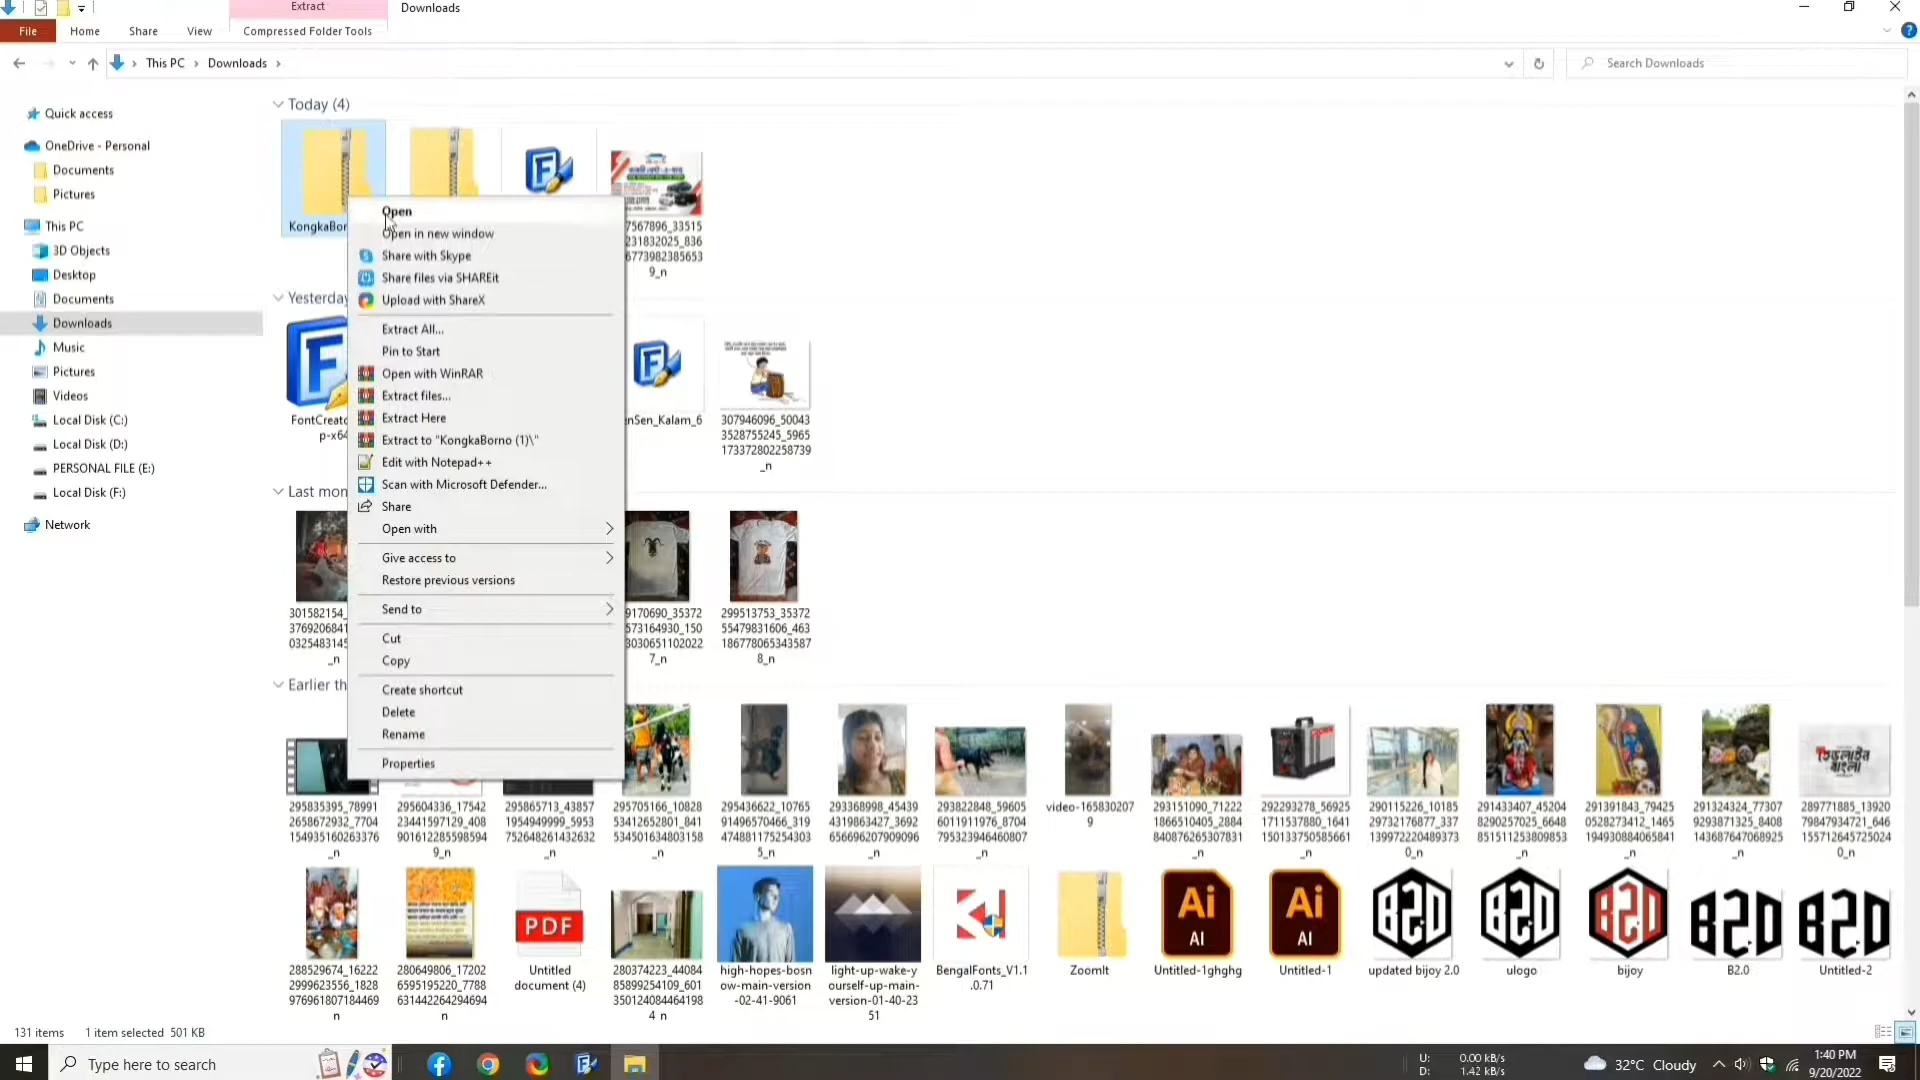 Extract
Downloads
File
Home
Share
View
Compressed Folder Tools
This PC
Downloads
Search Downloads
Quick access
OneDrive - Personal
Documents
Pictures
This PC
3D Objects
Desktop
Documents
Downloads
Music
Pictures
Videos
Local Disk (C:)
Local Disk (D:)
PERSONAL FILE (E:)
Local Disk (F:)
Network
Today (4)
KongkaBor
7567896_33515
231832025_836
6773982385653
9_n
Open
Open in new window
Share with Skype
Share files via SHAREit
Upload with ShareX
Extract All...
Pin to Start
Open with WinRAR
Extract files...
Extract Here
Extract to "KongkaBorno (1)\"
Edit with Notepad++
Scan with Microsoft Defender...
Share
Open with
Give access to
Restore previous versions
Send to
Cut
Copy
Create shortcut
Delete
Rename
Properties
Yesterday
FontCreato
p-x64
nSen_Kalam_6
307946096_50043
3528755245_5965
173372802258739
_n
Last mon
301582154_
3769206841
0325483145
_n
9170690_35372
573164930_150
3030651102022
7_n
299513753_35372
55479831606_463
186778065343587
8_n
Earlier th
295835395_78991
2658672932_7704
154935160263376
_n
295604336_17542
23441597129_408
901612285598594
9_n
295865713_43857
1954949999_5953
752648261432632
_n
295705166_10828
53412652801_841
534501634803158
_n
295436622_10765
91496570466_319
474881175254303
5_n
293368998_45439
4319863427_3692
656696207909096
_n
293822848_59605
6011911976_8704
795323946460807
_n
video-165830207
9
293151090_71222
1866510405_2884
840876265307831
_n
292293278_56925
1711537880_1641
150133750585661
_n
290115226_10185
29732176877_337
139972220489373
0_n
291433407_45204
8290257025_6648
851511253809853
_n
291391843_79425
0528273412_1465
194930884065841
_n
291324324_77307
9293871325_8408
143687647068925
_n
289771885_13920
79847934721_646
155712645725024
0_n
288529674_16222
2999623556_1828
976961807184469
n
280649806_17202
6595195220_7788
631442264294694
n
PDF
Untitled
document (4)
280374223_44084
85899254109_601
350124084464198
4 n
high-hopes-bosn
ow-main-version
-02-41-9061
light-up-wake-y
ourself-up-main-
version-01-40-23
51
BengalFonts_V1.1
.0.71
ZoomIt
Ai
AI
Untitled-1ghghg
Ai
AI
Untitled-1
B2D
updated bijoy 2.0
B2D
ulogo
B2D
bijoy
B2D
B2.0
B2D
Untitled-2
131 items
1 item selected 501 KB
Type here to search
U: 0.00 kB/s
D: 1.42 kB/s
32°C Cloudy
1:40 PM
9/20/2022